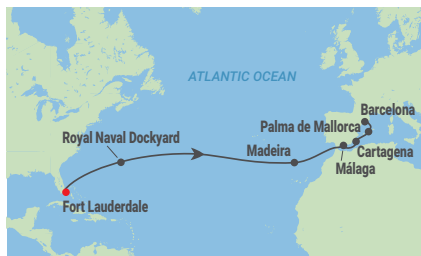 ATLANTIC OCEAN
Barcelona
Palma de Mallorca
Royal Naval Dockyard
Madeira
Cartagena
Málaga
Fort Lauderdale